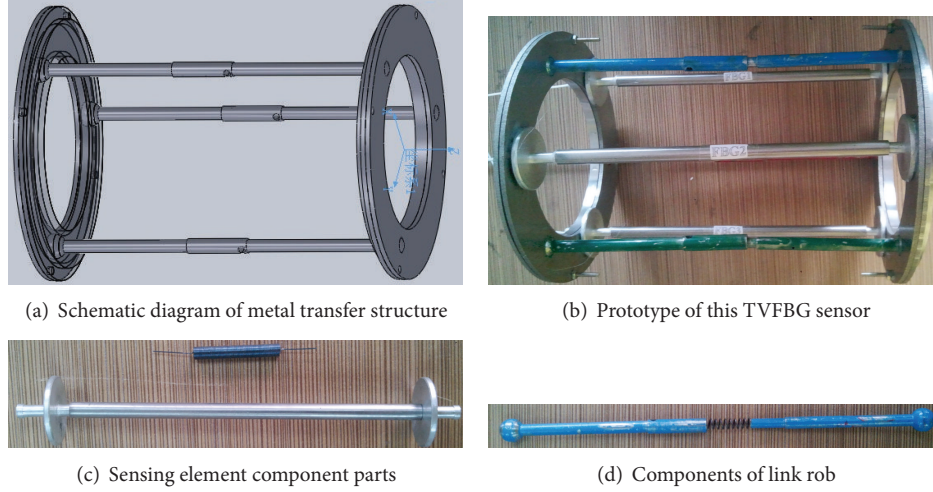 FBG1
FBG2
(a) Schematic diagram of metal transfer structure
(b) Prototype of this TVFBG sensor
(c) Sensing element component parts
(d) Components of link rob